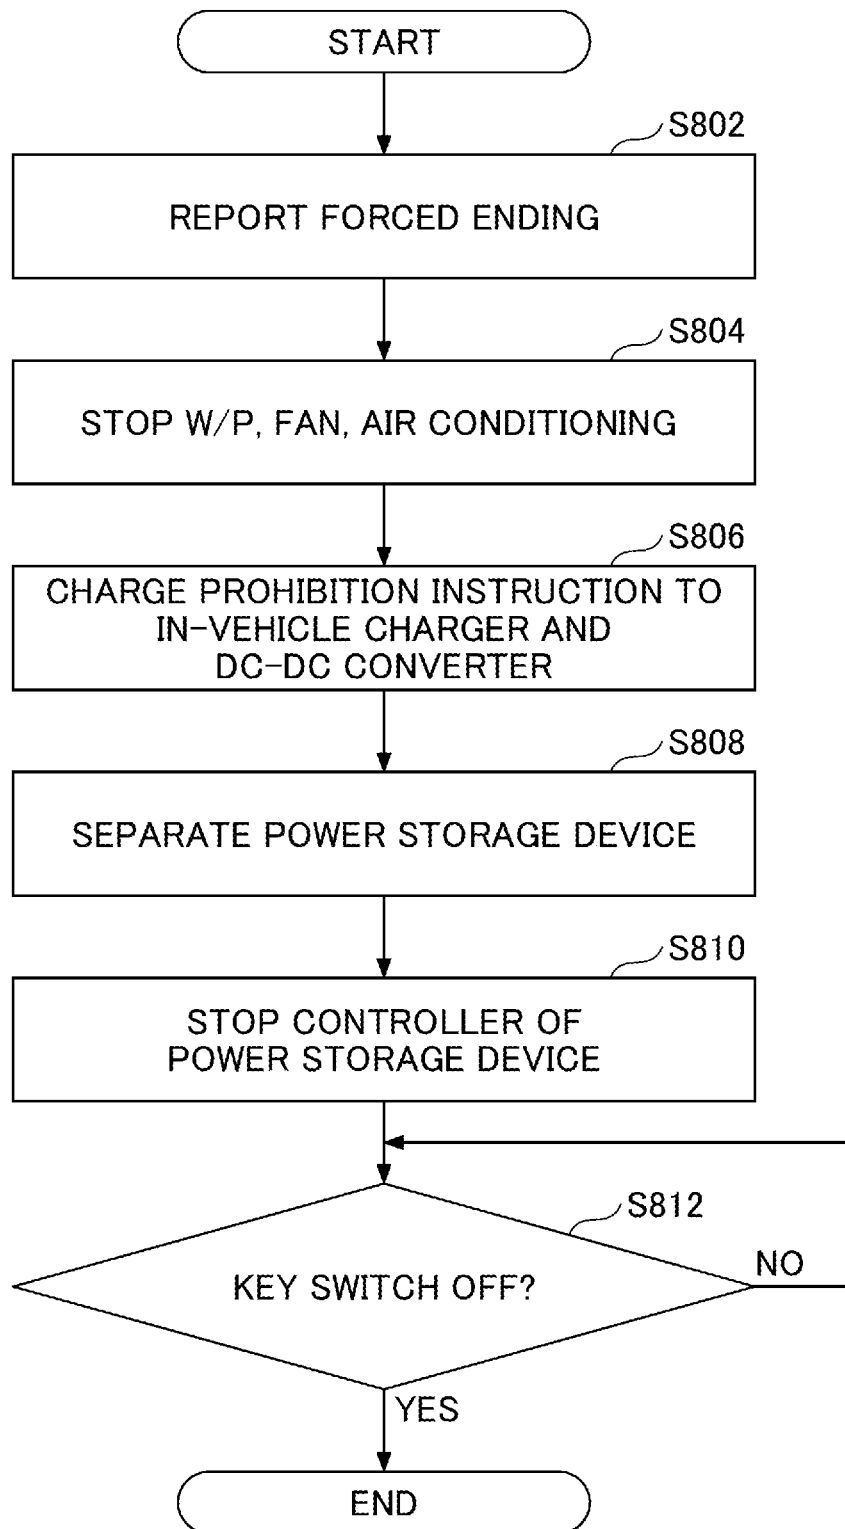 START
S802
REPORT FORCED ENDING
S804
STOP W/P, FAN, AIR CONDITIONING
S806
CHARGE PROHIBITION INSTRUCTION TO
IN-VEHICLE CHARGER AND
DC-DC CONVERTER
S808
SEPARATE POWER STORAGE DEVICE
S810
STOP CONTROLLER OF
POWER STORAGE DEVICE
S812
KEY SWITCH OFF?
NO
YES
END